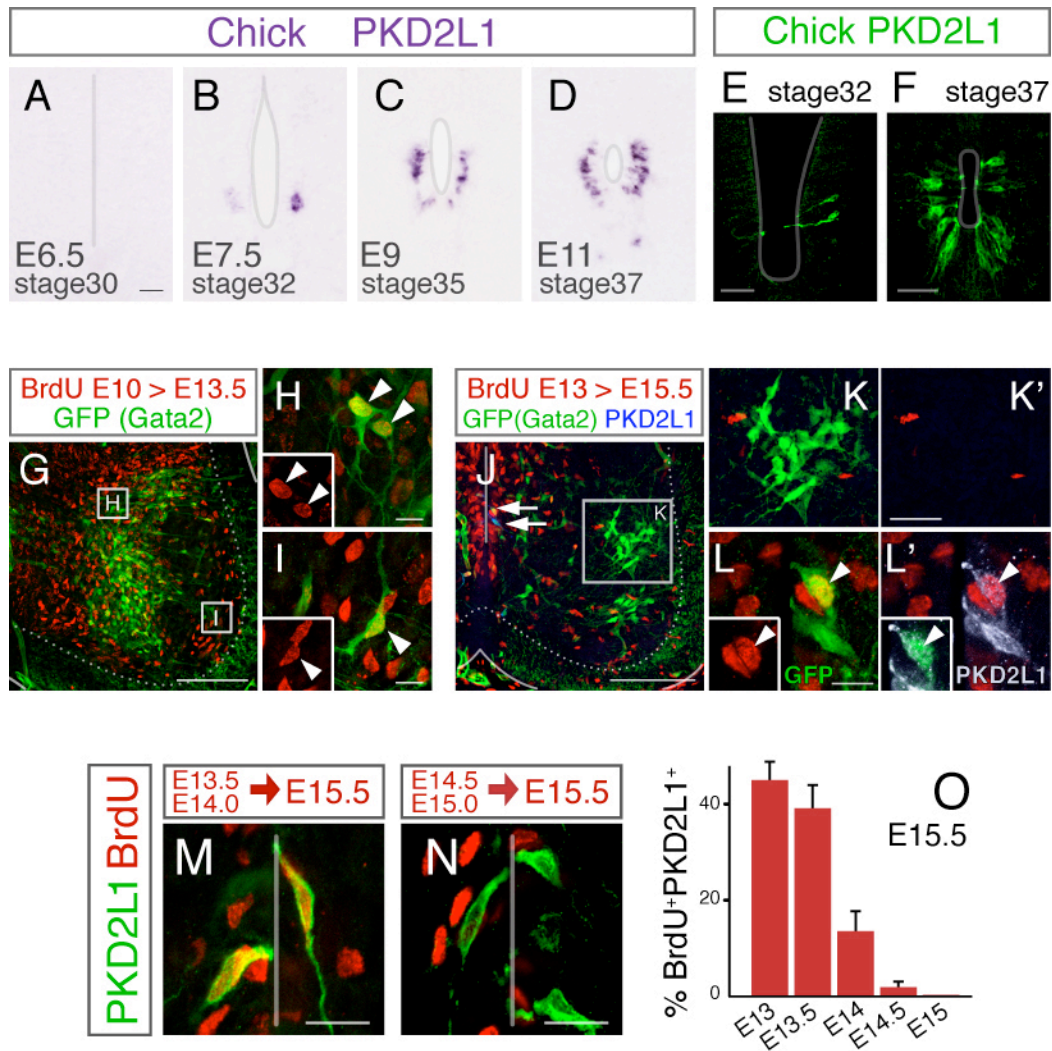 Chick PKD2L1
Chick PKD2L1
A
E6.5
stage30
B
E7.5
stage32
C
E9
stage35
D
E11
stage37
E stage32
F stage37
BrdU E10 > E13.5
GFP (Gata2)
G
H
I
H
I
BrdU E13 > E15.5
GFP(Gata2) PKD2L1
J
K
K
K'
L
GFP
L'
PKD2L1
PKD2L1 BrdU
E13.5
E14.0
E15.5
M
E14.5
E15.0
E15.5
N
O
E15.5
% BrdU⁺PKD2L1⁺
40
20
0
E13
E13.5
E14
E14.5
E15